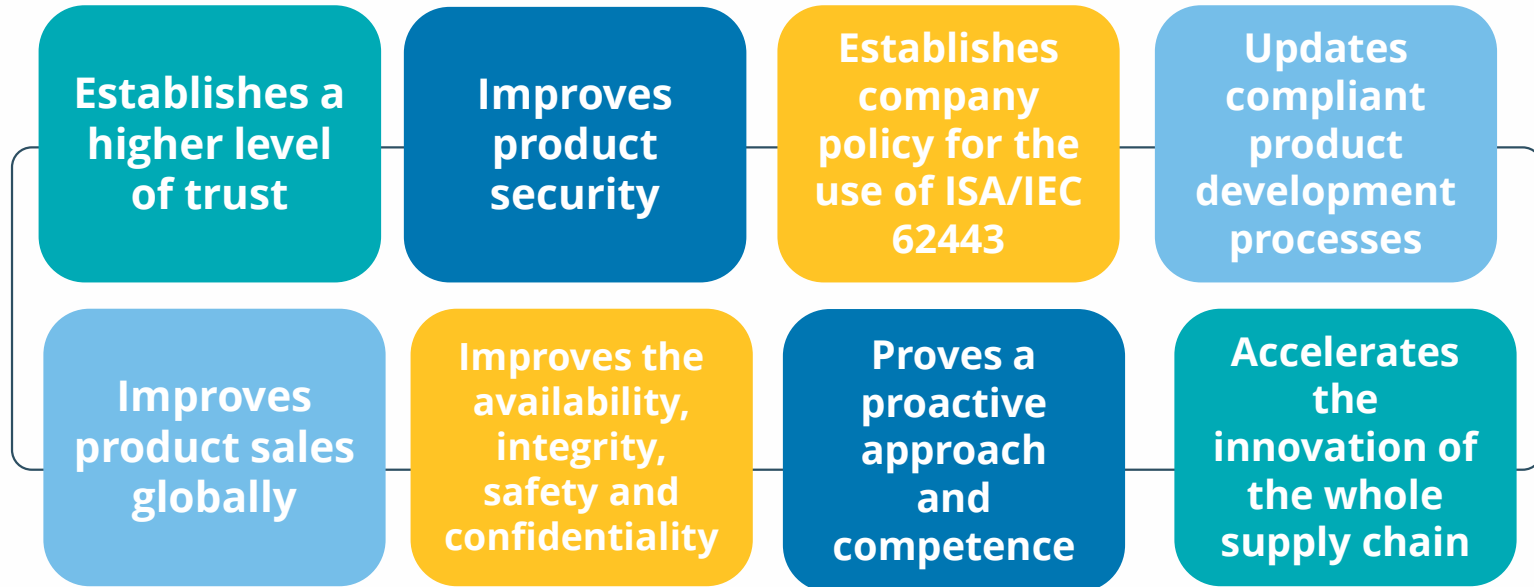 Establishes a
higher level
of trust
Improves
product
security
Establishes
company
policy for the
use of ISA/IEC
62443
Updates
compliant
product
development
processes
Improves
product sales
globally
Improves the
availability,
integrity,
safety and
confidentiality
Proves a
proactive
approach
and
competence
Accelerates
the
innovation of
the whole
supply chain